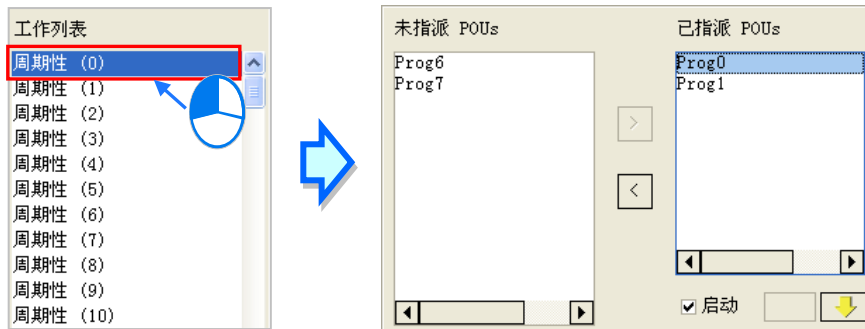 工作列表
周期性 (0)
周期性 (1)
周期性 (2)
周期性 (3)
周期性 (4)
周期性 (5)
周期性 (6)
周期性 (7)
周期性 (8)
周期性 (9)
周期性 (10)
未指派 POUs
Prog6
Prog7
>
<
已指派 POUs
Prog0
Prog1
启动